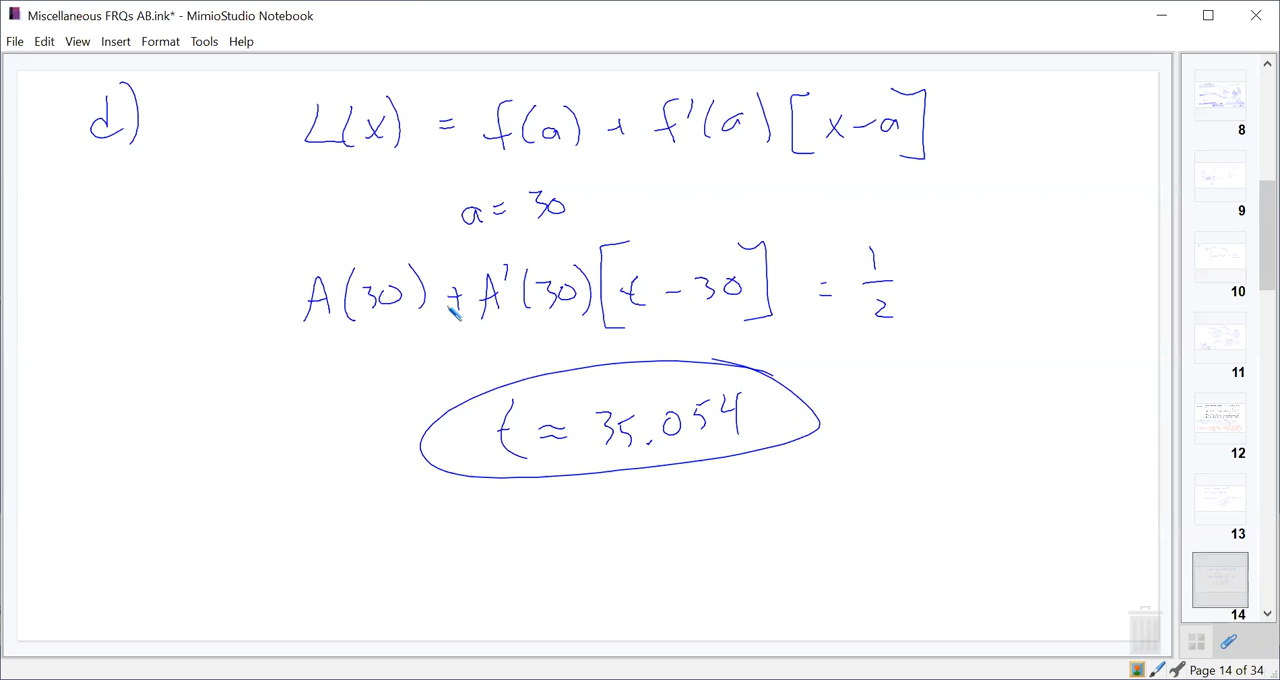 Miscellaneous FRQs AB.ink* - MimioStudio Notebook
File Edit View Insert Format Tools Help
d) L(x) = f(a) + f'(a) [x-a]
a = 30
A(30) + A'(30) [t - 30] = 1/2
t ≈ 35.054
8
9
10
11
12
13
14
Page 14 of 34